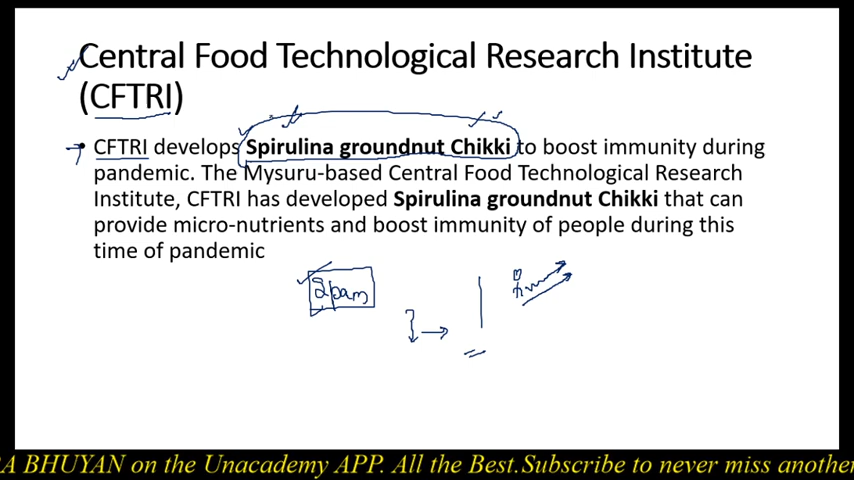 Central Food Technological Research Institute
(CFTRI)
• CFTRI develops Spirulina groundnut Chikki to boost immunity during
pandemic. The Mysuru-based Central Food Technological Research
Institute, CFTRI has developed Spirulina groundnut Chikki that can
provide micro-nutrients and boost immunity of people during this
time of pandemic
A BHUYAN on the Unacademy APP. All the Best.Subscribe to never miss another